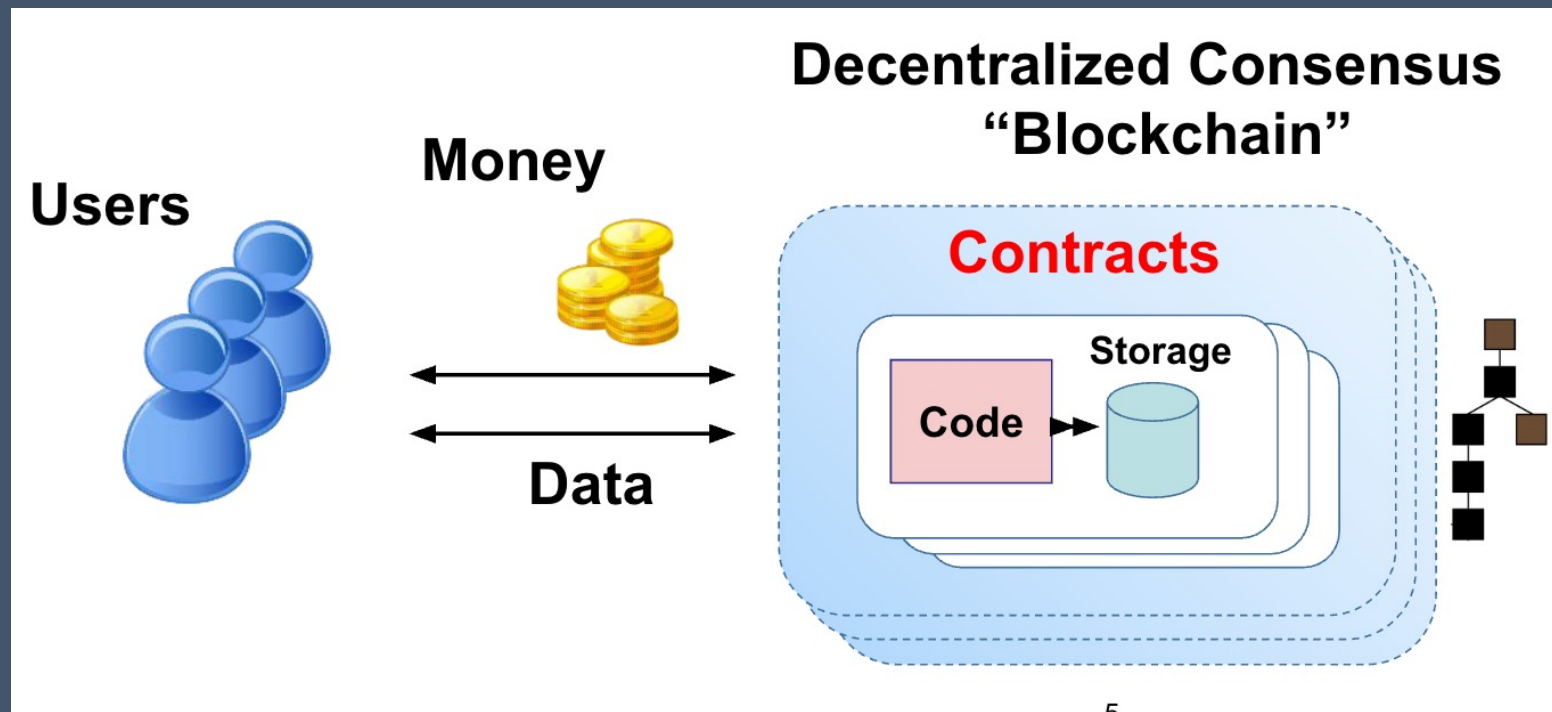 Decentralized Consensus
“Blockchain”
Money
Users
Contracts
Storage
Code
Data
5